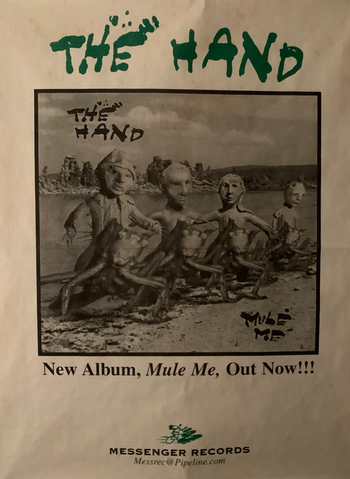 THE HAND
THE
HAND
MULE
ME
New Album, Mule Me, Out Now!!!
MESSENGER RECORDS
Messrec@Pipeline.com